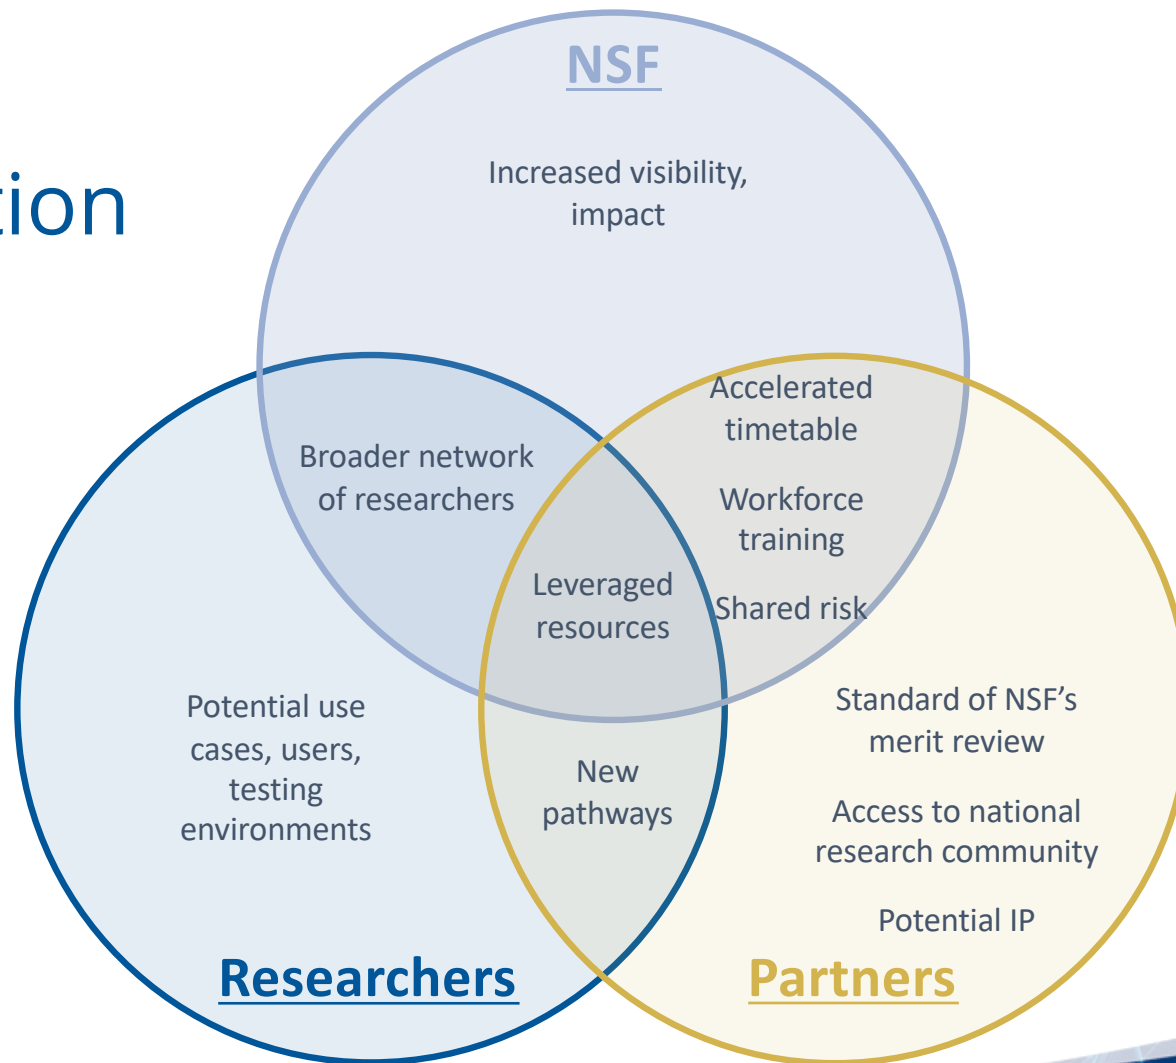 NSF
Increased visibility,
impact
Accelerated
timetable
Broader network
of researchers
Workforce
training
Leveraged
resources
Shared risk
Potential use
cases, users,
testing
environments
New
pathways
Standard of NSF’s
merit review
Access to national
research community
Potential IP
Researchers
Partners